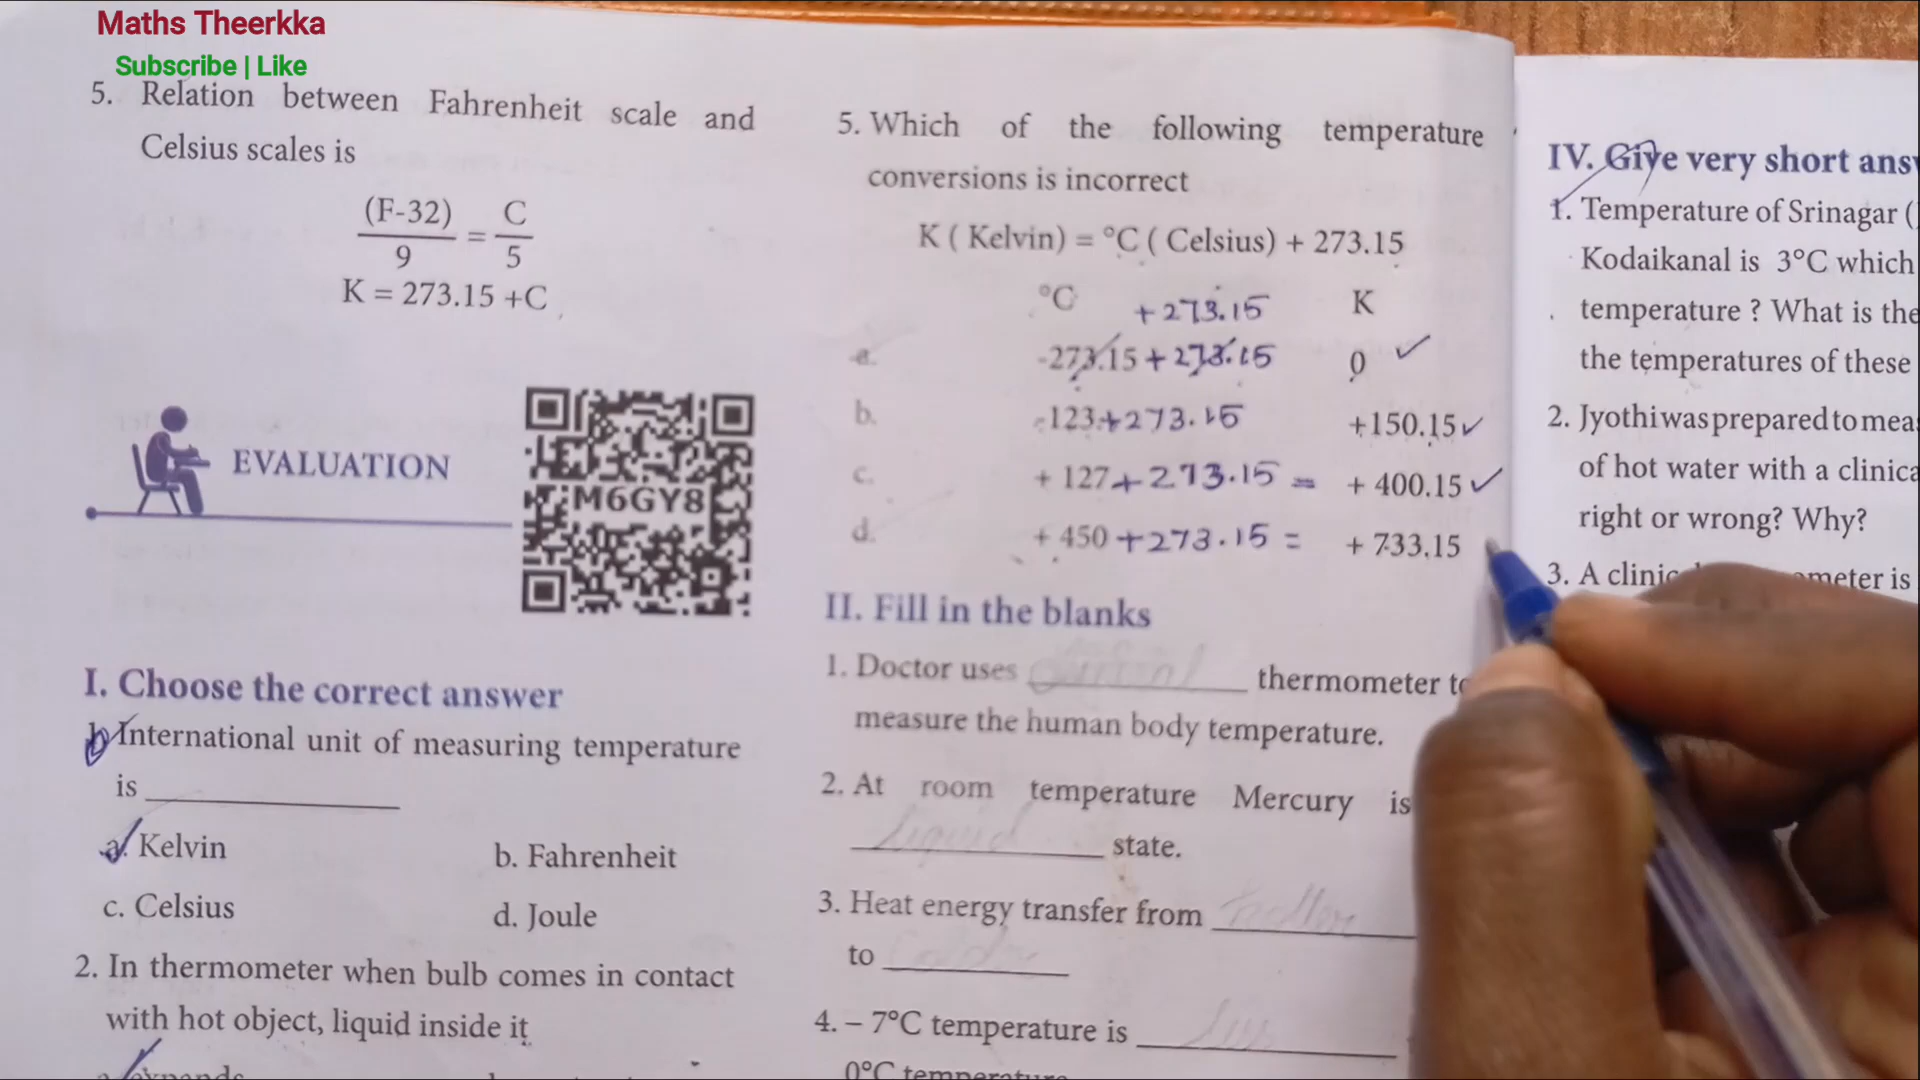 Maths Theerkka
Subscribe | Like
5. Relation between Fahrenheit scale and
Celsius scales is
(F-32)/9 = C/5
K = 273.15 +C
EVALUATION
M6GY8
I. Choose the correct answer
International unit of measuring temperature
is
a. Kelvin b. Fahrenheit
c. Celsius d. Joule
2. In thermometer when bulb comes in contact
with hot object, liquid inside it
a. expands
5. Which of the following temperature
conversions is incorrect
K ( Kelvin) = °C ( Celsius) + 273.15
°C +273.15 K
a. -273.15 +273.15 0 ✓
b. -123+273.15 +150.15 ✓
c. + 127+273.15 = + 400.15 ✓
d. + 450 +273.15 = + 733.15
II. Fill in the blanks
1. Doctor uses thermometer to
measure the human body temperature.
2. At room temperature Mercury is
liquid state.
3. Heat energy transfer from
to
4. – 7°C temperature is
0°C temperature
IV. Give very short ans
1. Temperature of Srinagar (
Kodaikanal is 3°C which
temperature ? What is the
the temperatures of these
2. Jyothi was prepared to mea
of hot water with a clinica
right or wrong? Why?
3. A clinic meter is